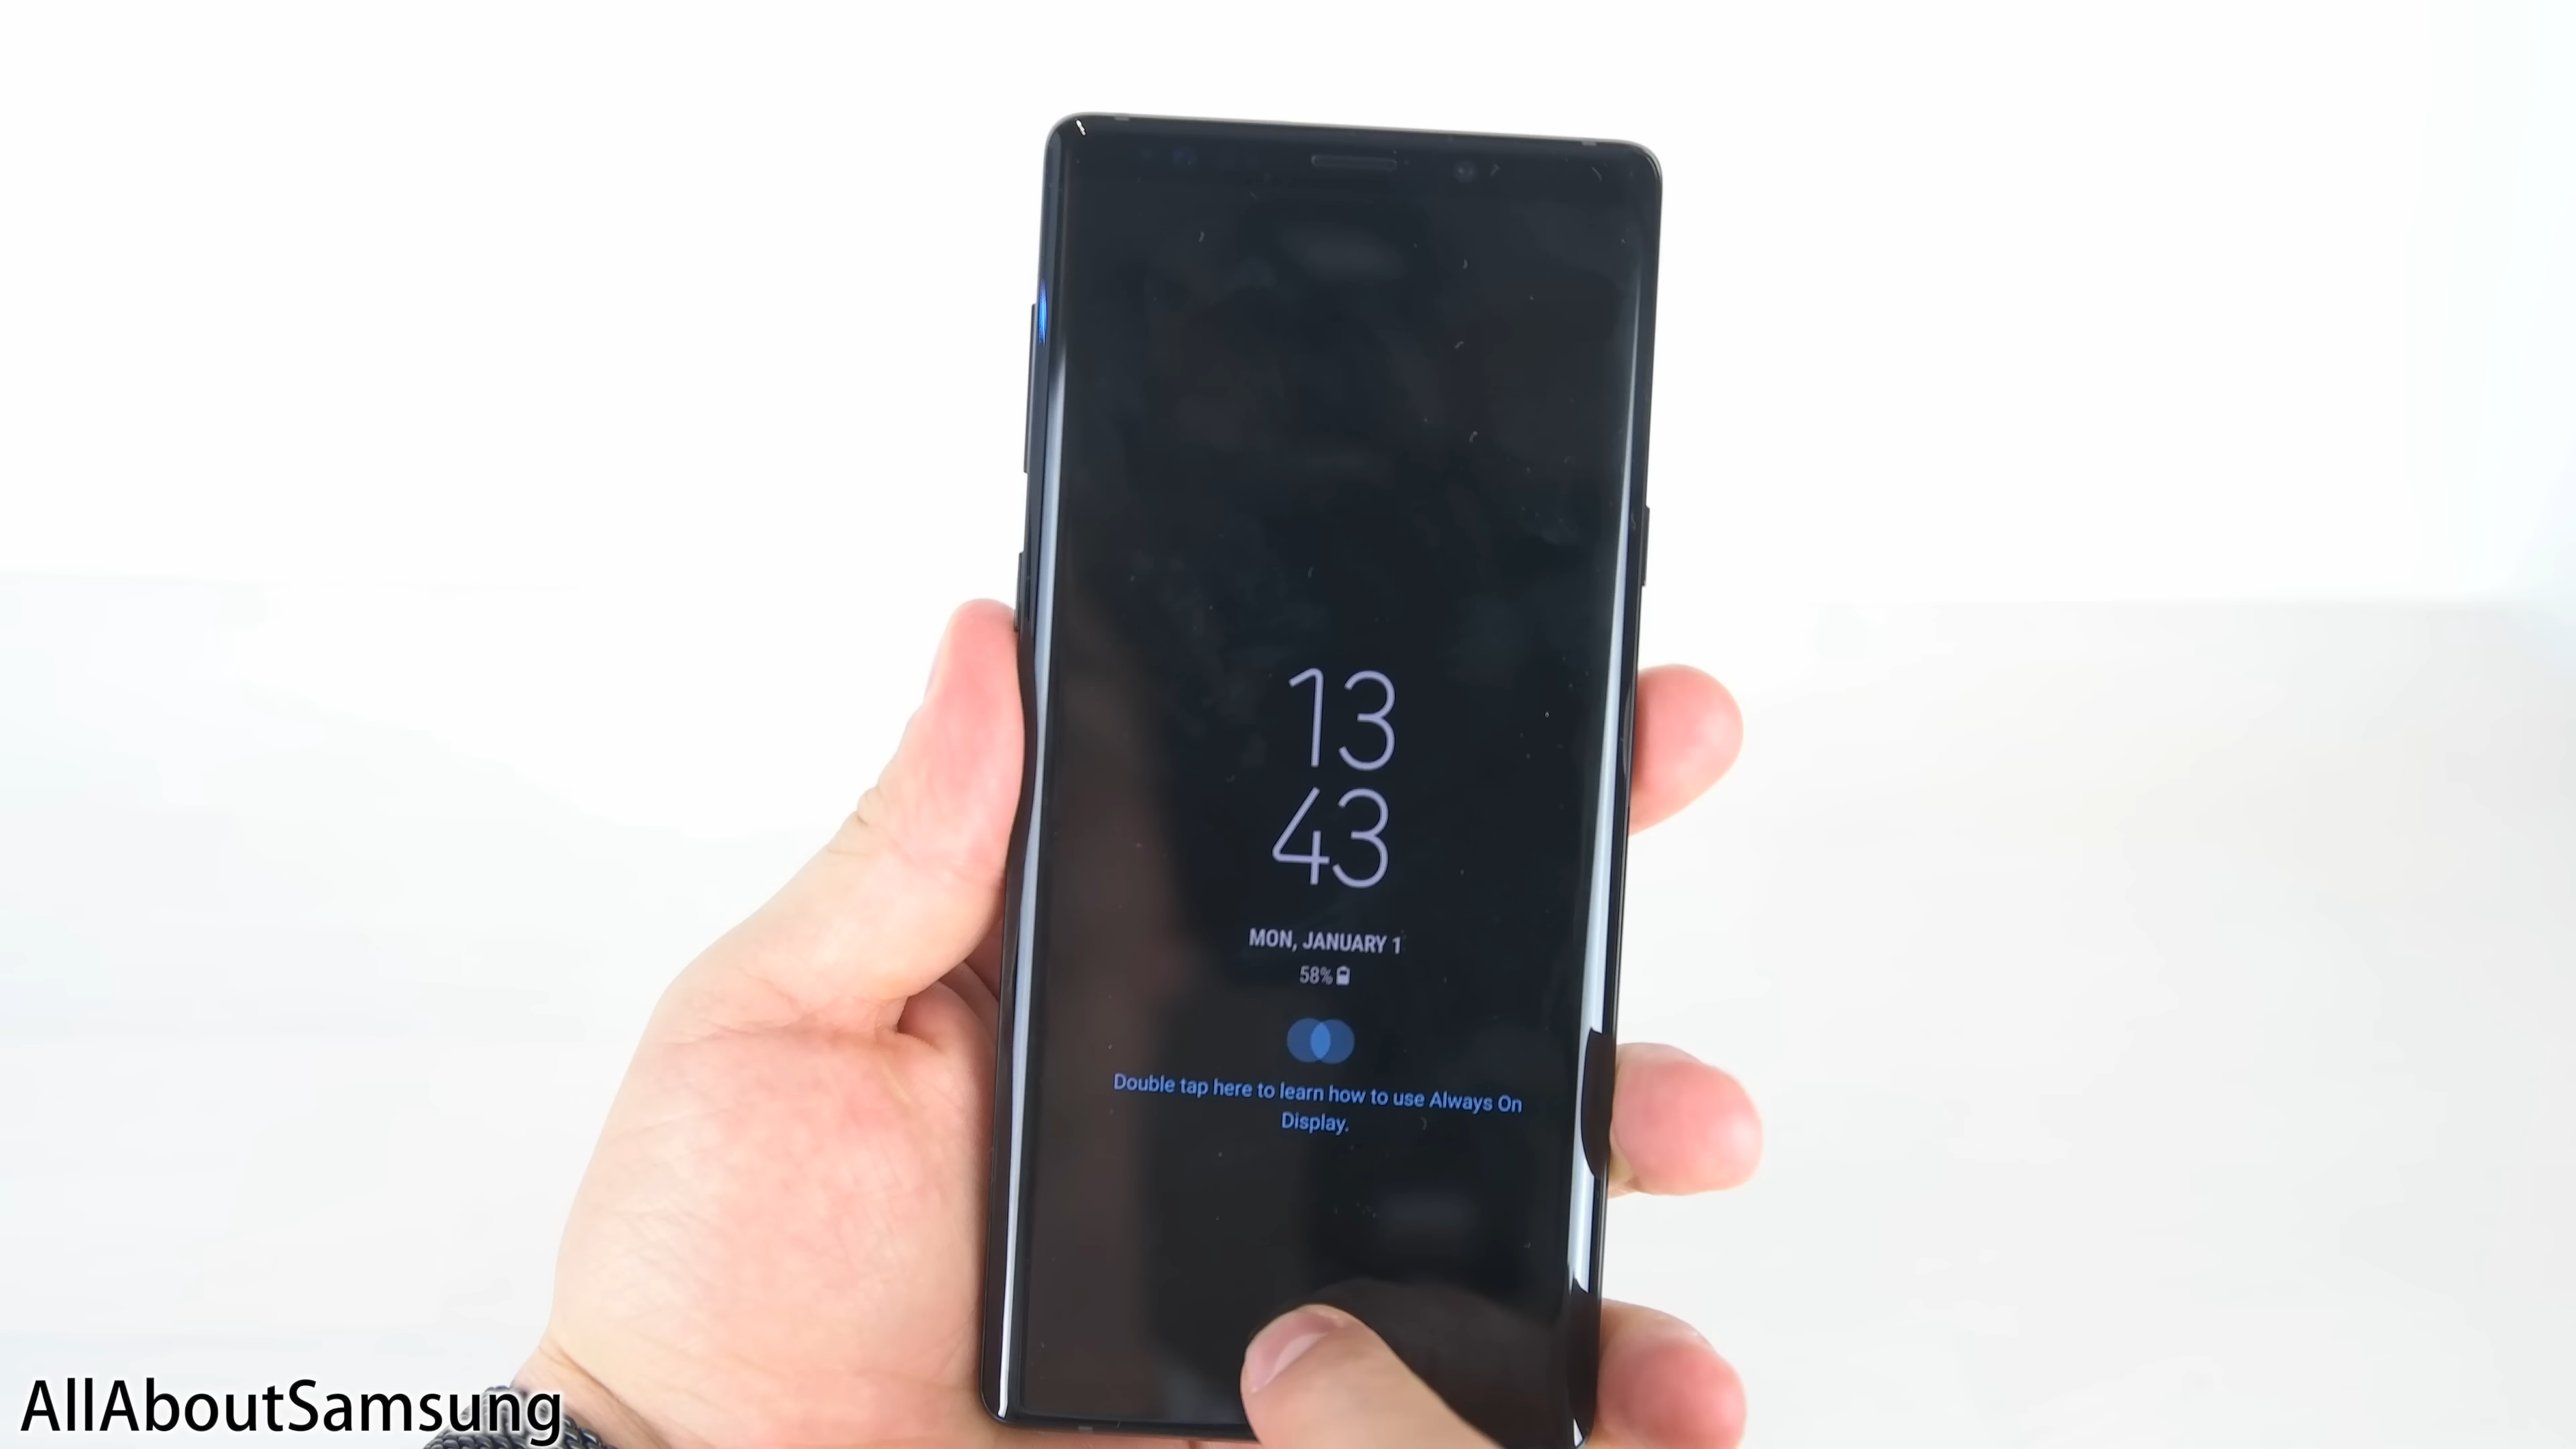 13
43
MON, JANUARY 1
58%
Double tap here to learn how to use Always On
Display.
AllAboutSamsung